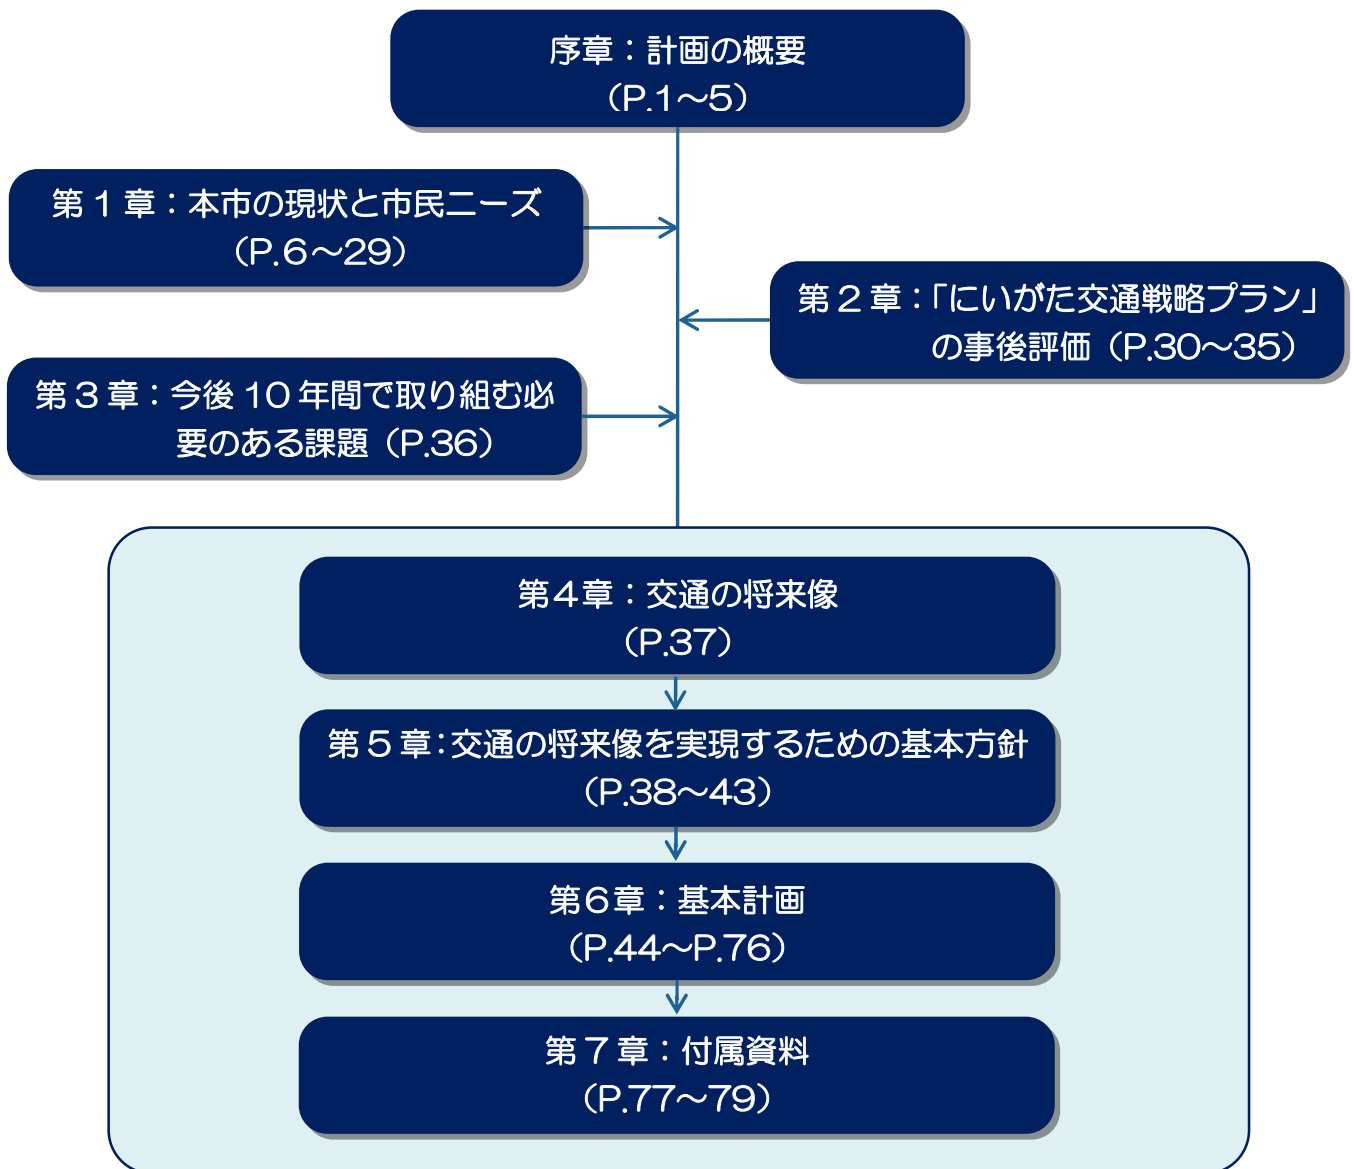 序章：計画の概要
（P.1～5）
第 1 章：本市の現状と市民ニーズ
（P.6～29）
第 2 章：「にいがた交通戦略プラン」
の事後評価（P.30～35）
第 3 章：今後 10 年間で取り組む必
要のある課題（P.36）
第4章：交通の将来像
（P.37）
第 5 章：交通の将来像を実現するための基本方針
（P.38～43）
第6章：基本計画
（P.44～P.76）
第 7 章：付属資料
（P.77～79）